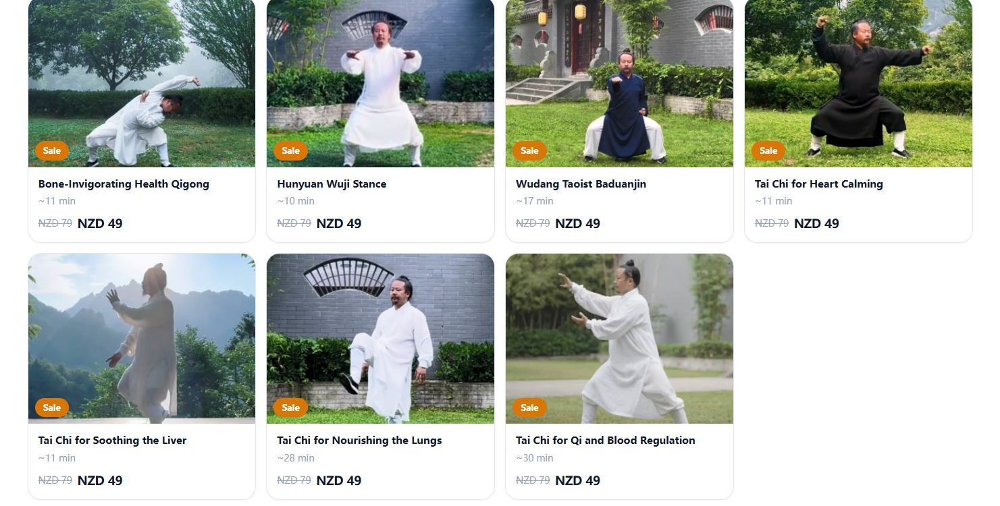 Sale
Sale
Sale
Sale
Bone-Invigorating Health Qigong
~11 min
NZD 79 NZD 49
Hunyuan Wuji Stance
~10 min
NZD 79 NZD 49
Wudang Taoist Baduanjin
~17 min
NZD 79 NZD 49
Tai Chi for Heart Calming
~11 min
NZD 79 NZD 49
Sale
Sale
Sale
Tai Chi for Soothing the Liver
~11 min
NZD 79 NZD 49
Tai Chi for Nourishing the Lungs
~28 min
NZD 79 NZD 49
Tai Chi for Qi and Blood Regulation
~30 min
NZD 79 NZD 49